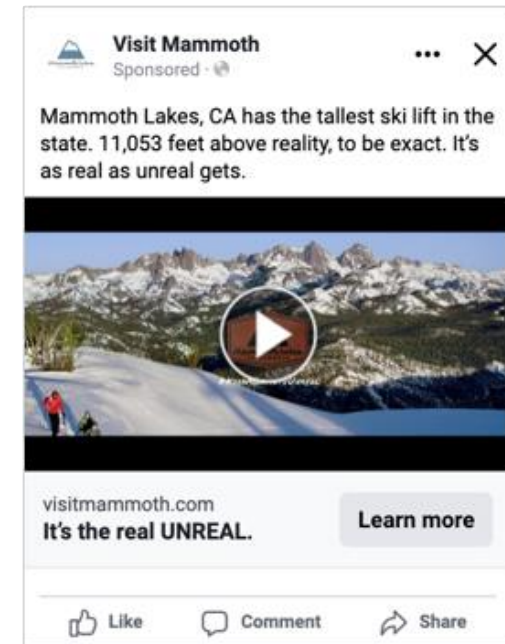 Visit Mammoth
Sponsored ·
Mammoth Lakes, CA has the tallest ski lift in the
state. 11,053 feet above reality, to be exact. It's
as real as unreal gets.
visitmammoth.com
It's the real UNREAL.
Learn more
Like
Comment
Share